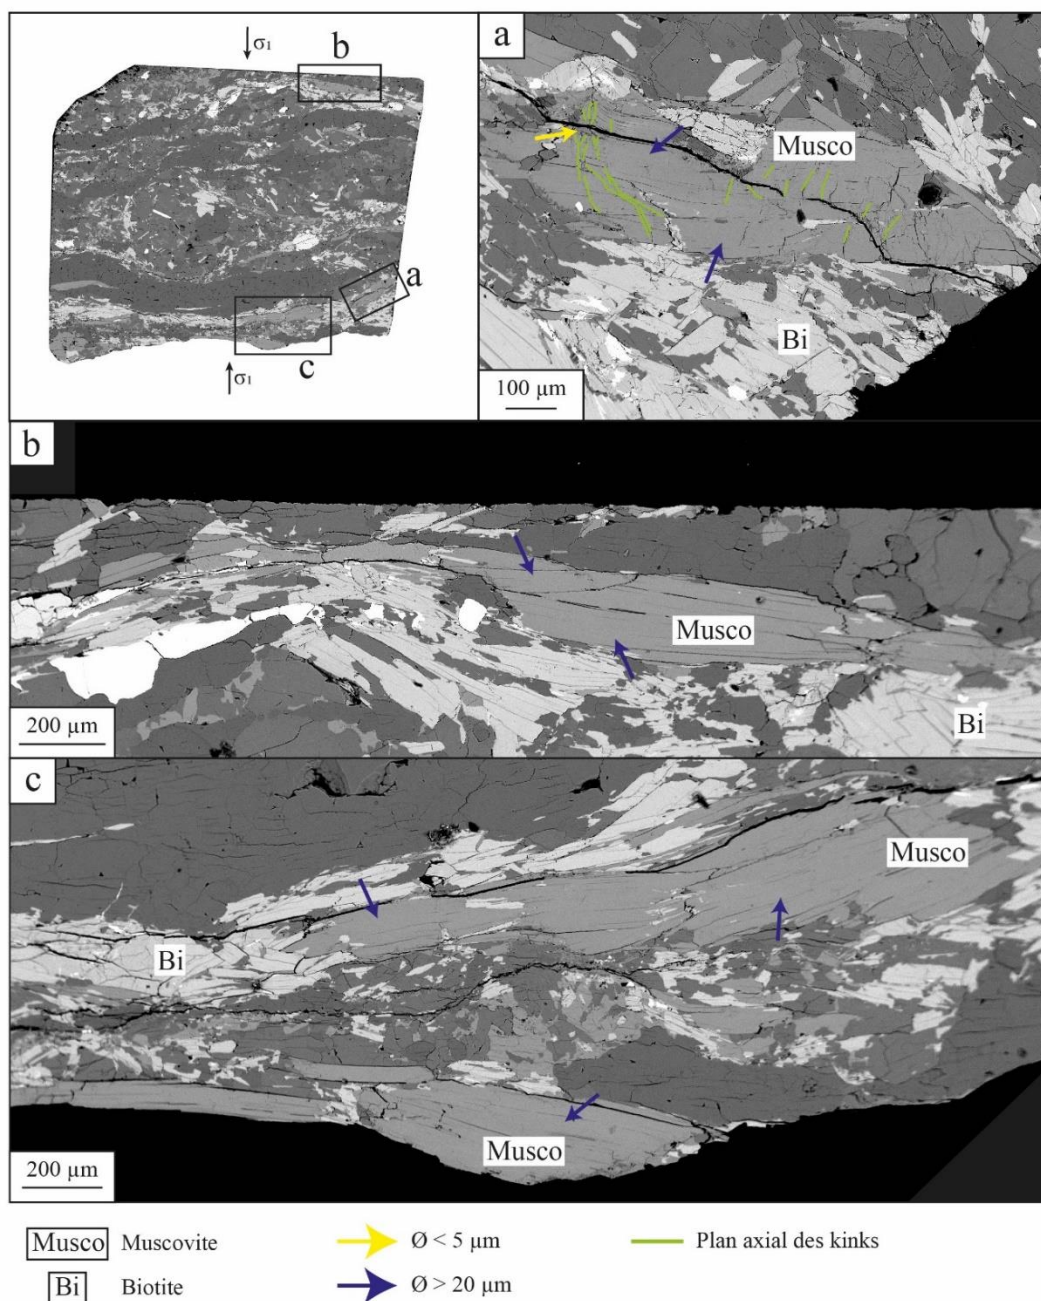 σ₁
b
a
c
σ₁
a
Musco
Bi
100 µm
b
Musco
Bi
200 µm
c
Musco
Bi
Musco
200 µm
Musco Muscovite
Ø < 5 µm
Plan axial des kinks
Bi Biotite
Ø > 20 µm